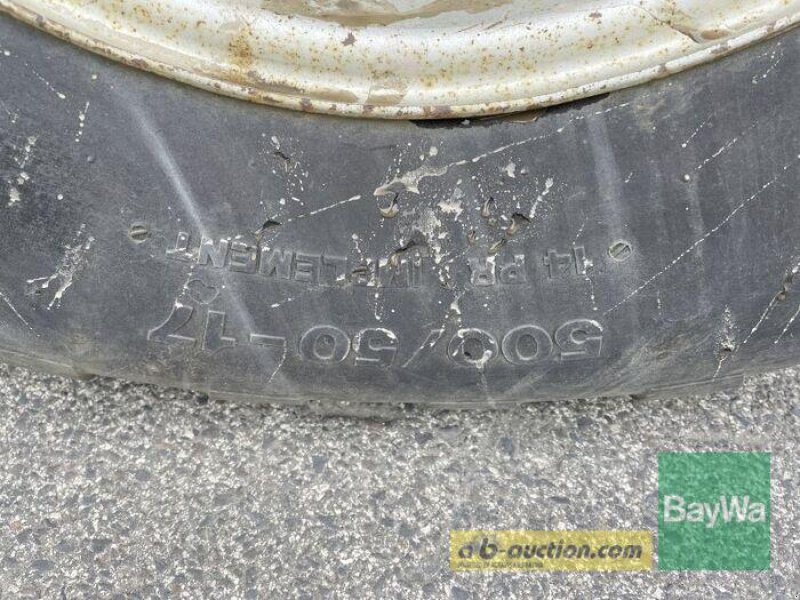 14 PR IMPLEMENT
500/50-17
BayWa
ab-auction.com